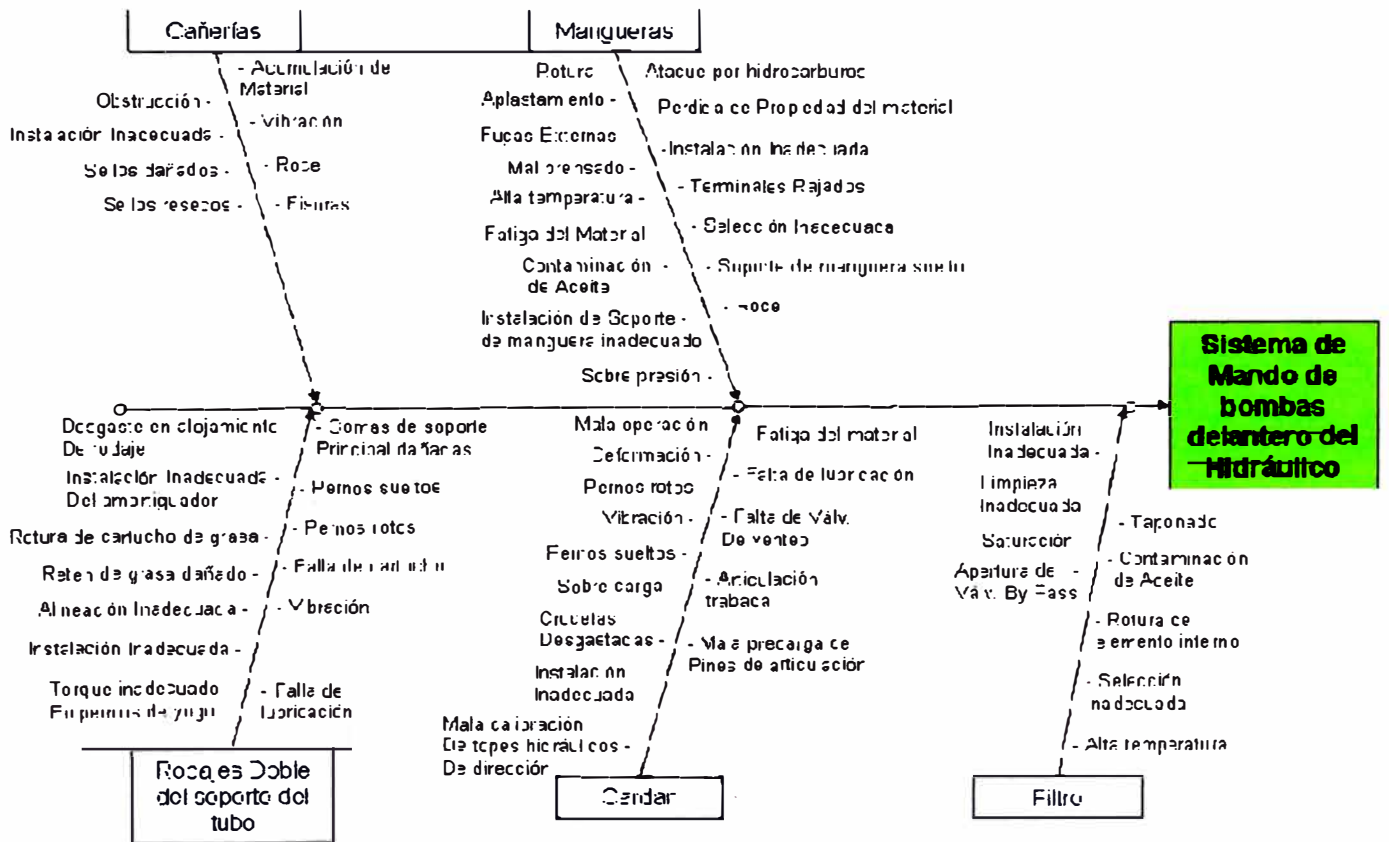 Cañerías
- Acumulación de
Material
Obstrucción -
- Vibración
Instalación Inadecuada -
Sellos dañados -
- Roce
Sellos resecos -
- Fisuras
Mangueras
Rotura
Ataque por hidrocarburos
Aplastamiento -
Perdida de Propiedad del material
Fugas Externas
-Instalación Inadecuada
Mal prensado -
- Terminales Rajados
Alta temperatura -
- Selección Inadecuada
Fatiga del Material
Contaminación -
de Aceite
- Soporte de manguera suelto
- Roce
Instalación de Soporte -
de manguera inadecuado
Sobre presión -
Sistema de
Mando de
bombas
delantero del
Hidráulico
Desgaste en alojamiento
De rodaje
- Gomas de soporte
Principal dañadas
Instalación Inadecuada -
Del amortiguador
- Pernos sueltos
Rotura de cartucho de grasa -
- Pernos rotos
Reten de grasa dañado -
- Falla de cartucho
Alineación Inadecuada -
- Vibración
Instalación Inadecuada -
Torque inadecuado
En pernos de yugo
- Falla de
lubricación
Rodajes Doble
del soporte del
tubo
Mala operación
Fatiga del material
Deformación -
- Falta de lubricación
Pernos rotos
Vibración -
- Falta de Válv.
De venteo
Pernos sueltos -
Sobre carga
- Articulación
trabada
Crucetas
Desgastadas -
- Mala precarga de
Pines de articulación
Instalación
Inadecuada
Mala calibración
De topes hidráulicos -
De dirección
Cardan
Instalación
Inadecuada -
Limpieza
Inadecuada
- Taponado
Saturación
- Contaminación
de Aceite
Apertura de -
Válv. By Pass
- Rotura de
elemento interno
- Selección
Inadecuada
- Alta temperatura
Filtro